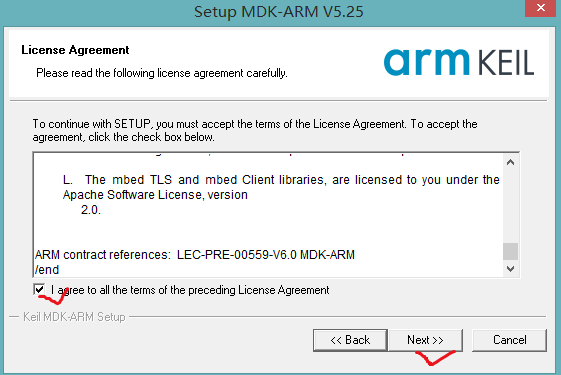 Setup MDK-ARM V5.25
License Agreement
Please read the following license agreement carefully.
arm KEIL
To continue with SETUP, you must accept the terms of the License Agreement. To accept the
agreement, click the check box below.
L. The mbed TLS and mbed Client libraries, are licensed to you under the
Apache Software License, version
2.0.
ARM contract references: LEC-PRE-00559-V6.0 MDK-ARM
/end
I agree to all the terms of the preceding License Agreement
Keil MDK-ARM Setup
<< Back
Next >>
Cancel